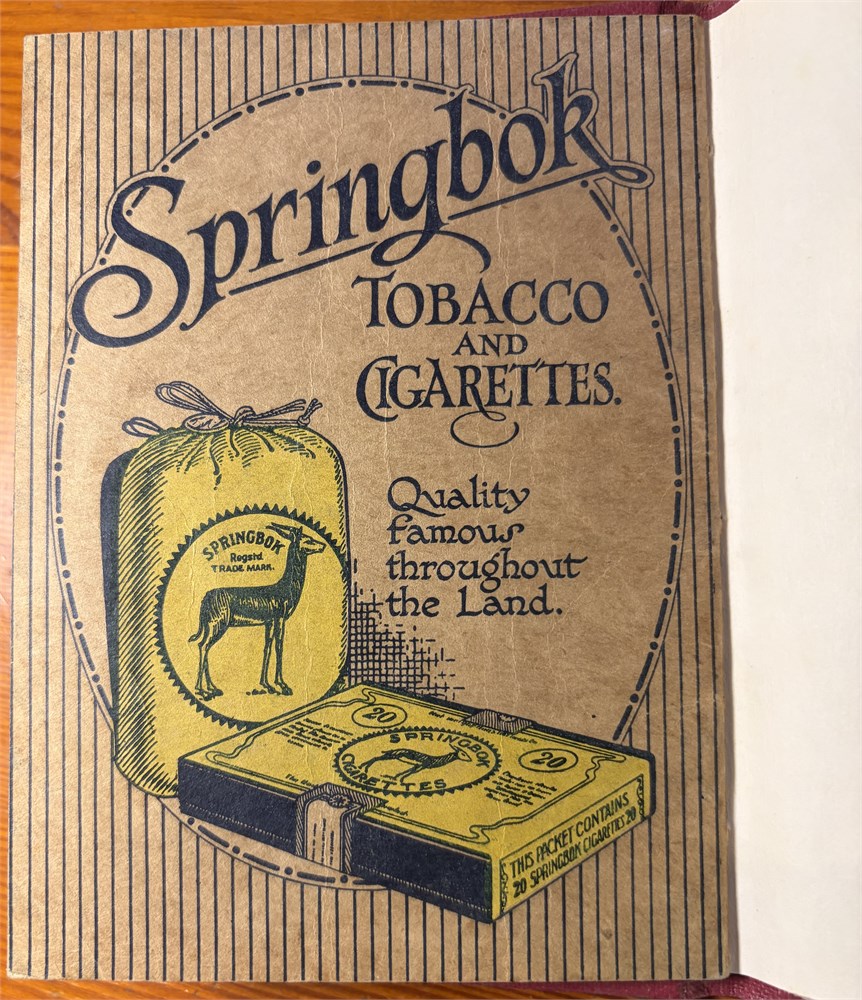 Springbok
TOBACCO
AND
CIGARETTES.
Quality
famous
throughout
the Land.
SPRINGBOK
Regstd.
TRADE MARK.
20
SPRINGBOK
CIGARETTES
20
THIS PACKET CONTAINS
20 SPRINGBOK CIGARETTES 20